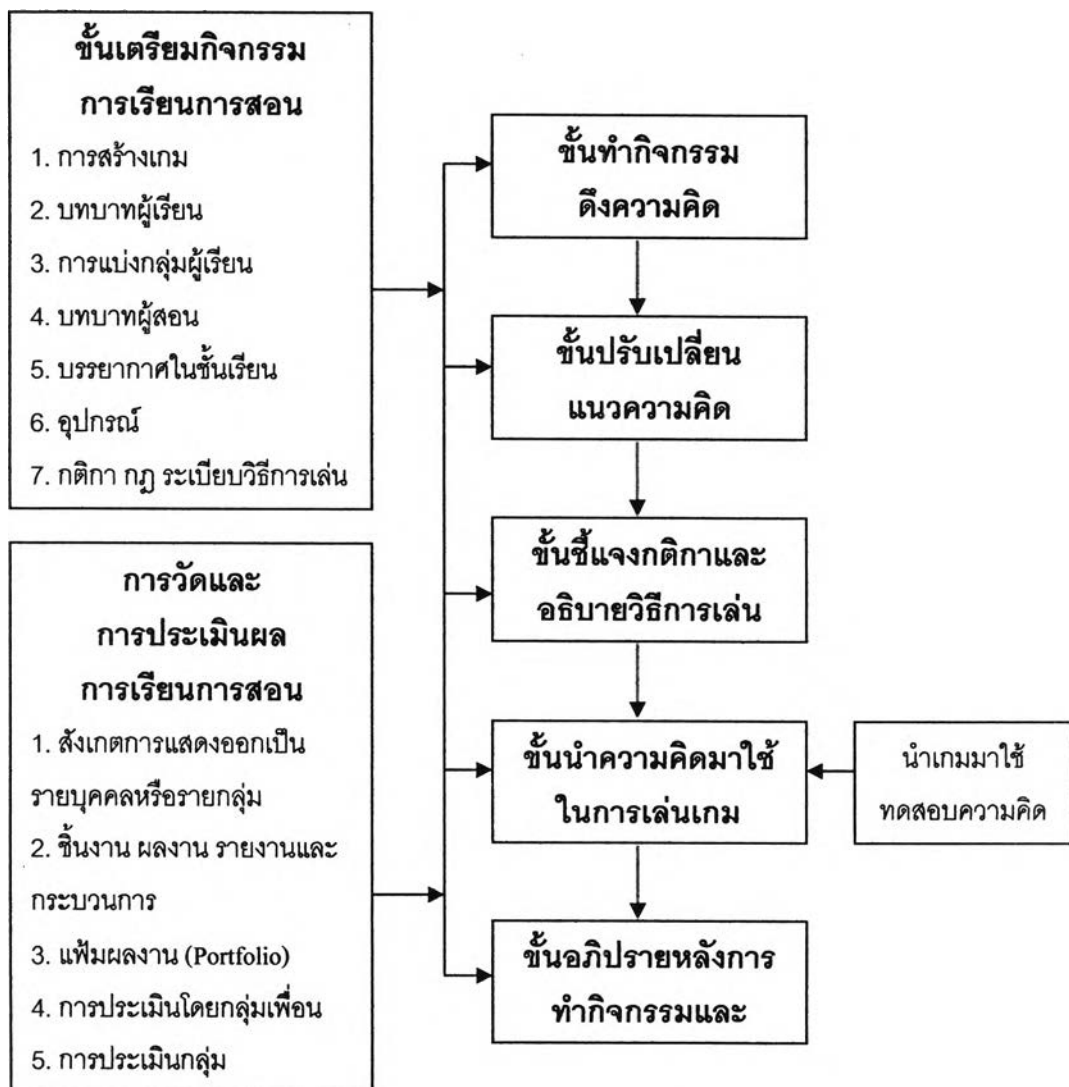 ขั้นเตรียมกิจกรรม
การเรียนการสอน
1. การสร้างเกม
2. บทบาทผู้เรียน
3. การแบ่งกลุ่มผู้เรียน
4. บทบาทผู้สอน
5. บรรยากาศในชั้นเรียน
6. อุปกรณ์
7. กติกา กฎ ระเบียบวิธีการเล่น
การวัดและ
การประเมินผล
การเรียนการสอน
1. สังเกตการแสดงออกเป็น
รายบุคคลหรือรายกลุ่ม
2. ชิ้นงาน ผลงาน รายงานและ
กระบวนการ
3. แฟ้มผลงาน (Portfolio)
4. การประเมินโดยกลุ่มเพื่อน
5. การประเมินกลุ่ม
ขั้นทำกิจกรรม
ดึงความคิด
ขั้นปรับเปลี่ยน
แนวความคิด
ขั้นชี้แจงกติกาและ
อธิบายวิธีการเล่น
ขั้นนำความคิดมาใช้
ในการเล่นเกม
นำเกมมาใช้
ทดสอบความคิด
ขั้นอภิปรายหลังการ
ทำกิจกรรมและ